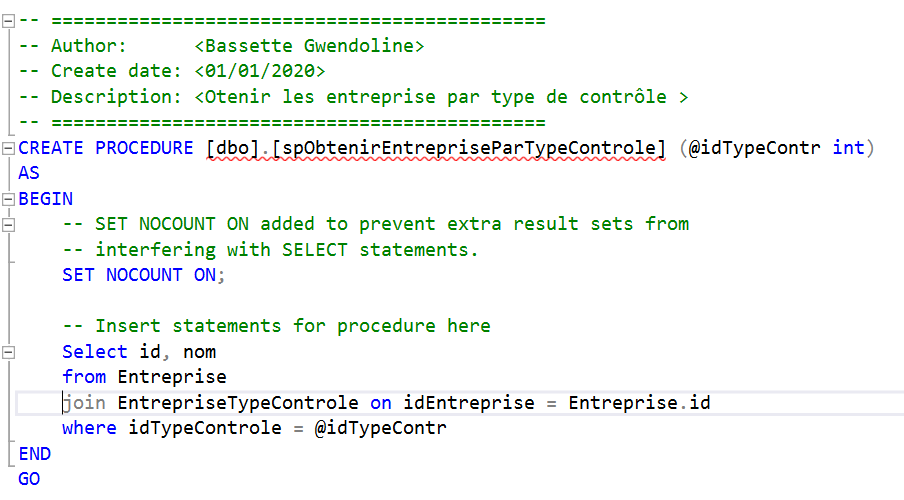 -- =============================================
-- Author:      <Bassette Gwendoline>
-- Create date: <01/01/2020>
-- Description: <Otenir les entreprise par type de contrôle >
-- =============================================
CREATE PROCEDURE [dbo].[spObtenirEntrepriseParTypeControle] (@idTypeContr int)
AS
BEGIN
    -- SET NOCOUNT ON added to prevent extra result sets from
    -- interfering with SELECT statements.
    SET NOCOUNT ON;

    -- Insert statements for procedure here
    Select id, nom
    from Entreprise
    join EntrepriseTypeControle on idEntreprise = Entreprise.id
    where idTypeControle = @idTypeContr
END
GO